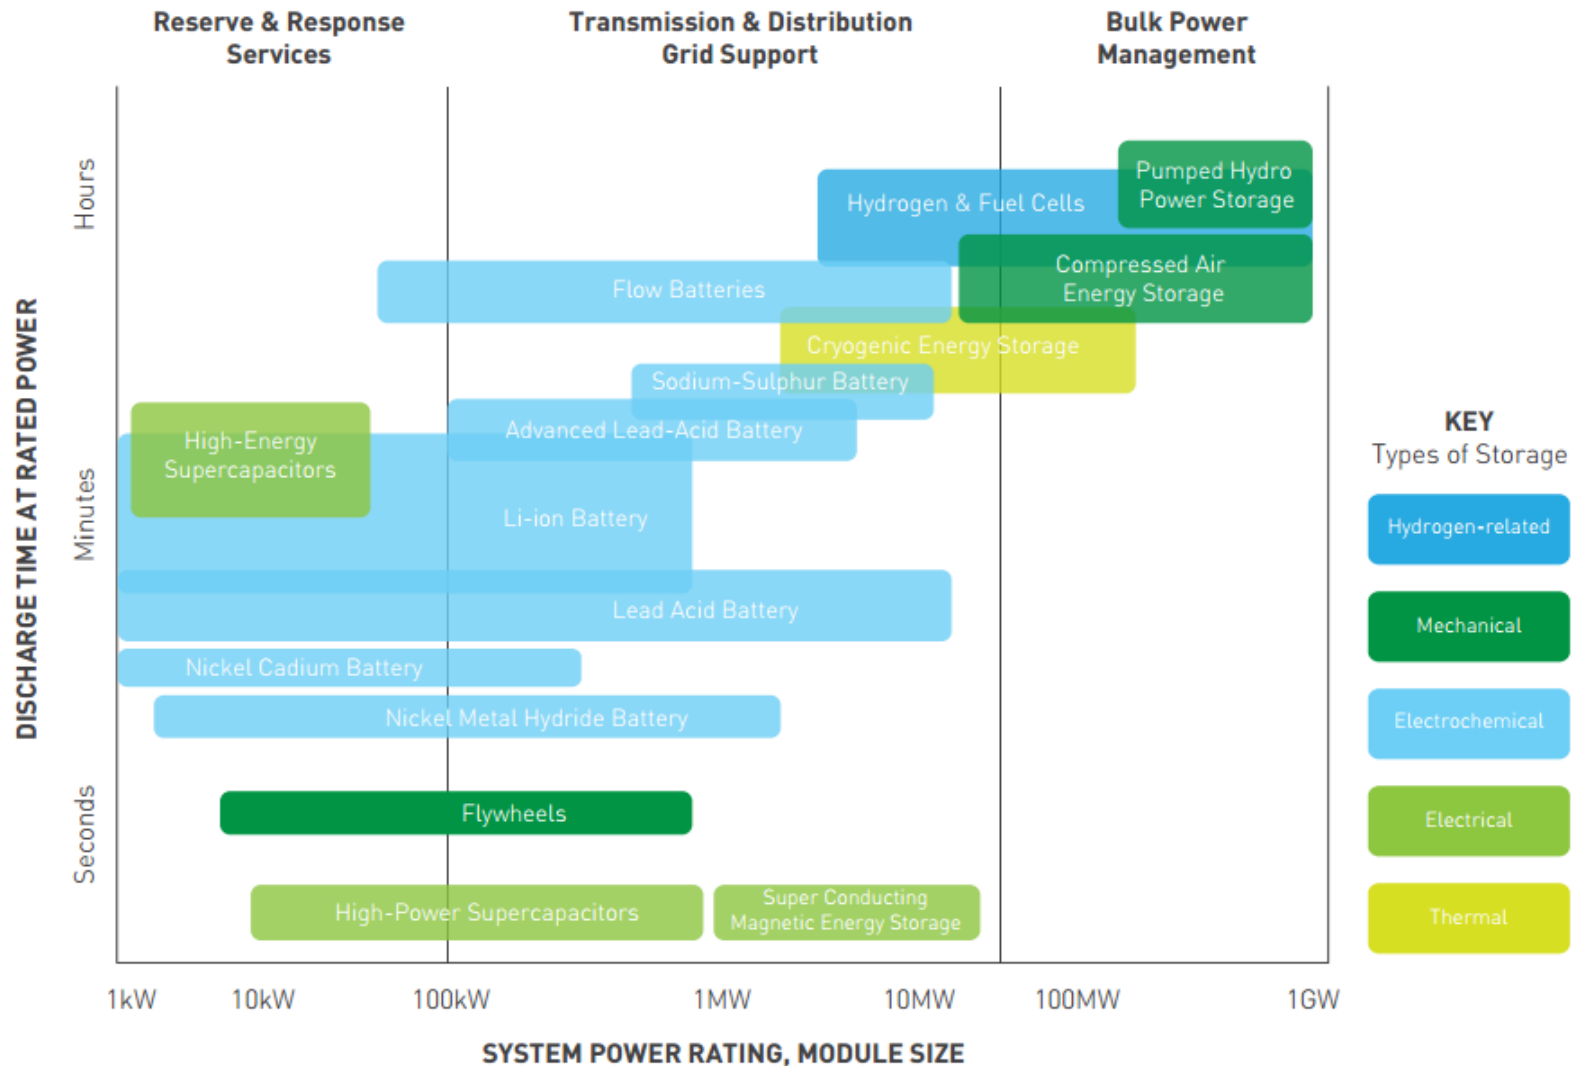 Reserve & Response
Services
Transmission & Distribution
Grid Support
Bulk Power
Management
DISCHARGE TIME AT RATED POWER
Hours
Minutes
Seconds
Pumped Hydro
Power Storage
Hydrogen & Fuel Cells
Compressed Air
Energy Storage
Flow Batteries
Cryogenic Energy Storage
Sodium-Sulphur Battery
Advanced Lead-Acid Battery
High-Energy
Supercapacitors
Li-ion Battery
Lead Acid Battery
Nickel Cadium Battery
Nickel Metal Hydride Battery
Flywheels
High-Power Supercapacitors
Super Conducting
Magnetic Energy Storage
1kW
10kW
100kW
1MW
10MW
100MW
1GW
SYSTEM POWER RATING, MODULE SIZE
KEY
Types of Storage
Hydrogen-related
Mechanical
Electrochemical
Electrical
Thermal